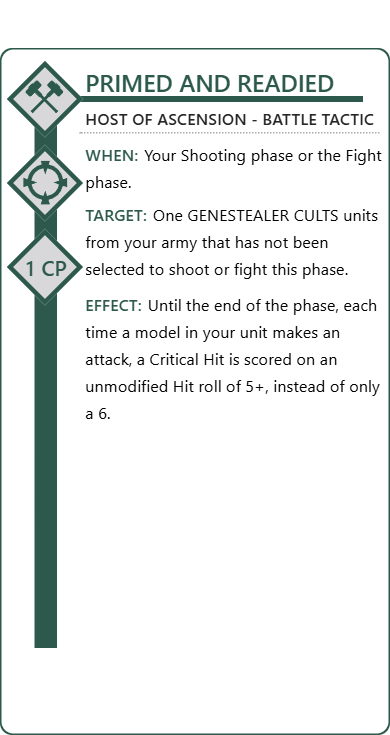 PRIMED AND READIED
HOST OF ASCENSION - BATTLE TACTIC
WHEN: Your Shooting phase or the Fight
phase.
TARGET: One GENESTEALER CULTS units
from your army that has not been
selected to shoot or fight this phase.
1 CP
EFFECT: Until the end of the phase, each
time a model in your unit makes an
attack, a Critical Hit is scored on an
unmodified Hit roll of 5+, instead of only
a 6.